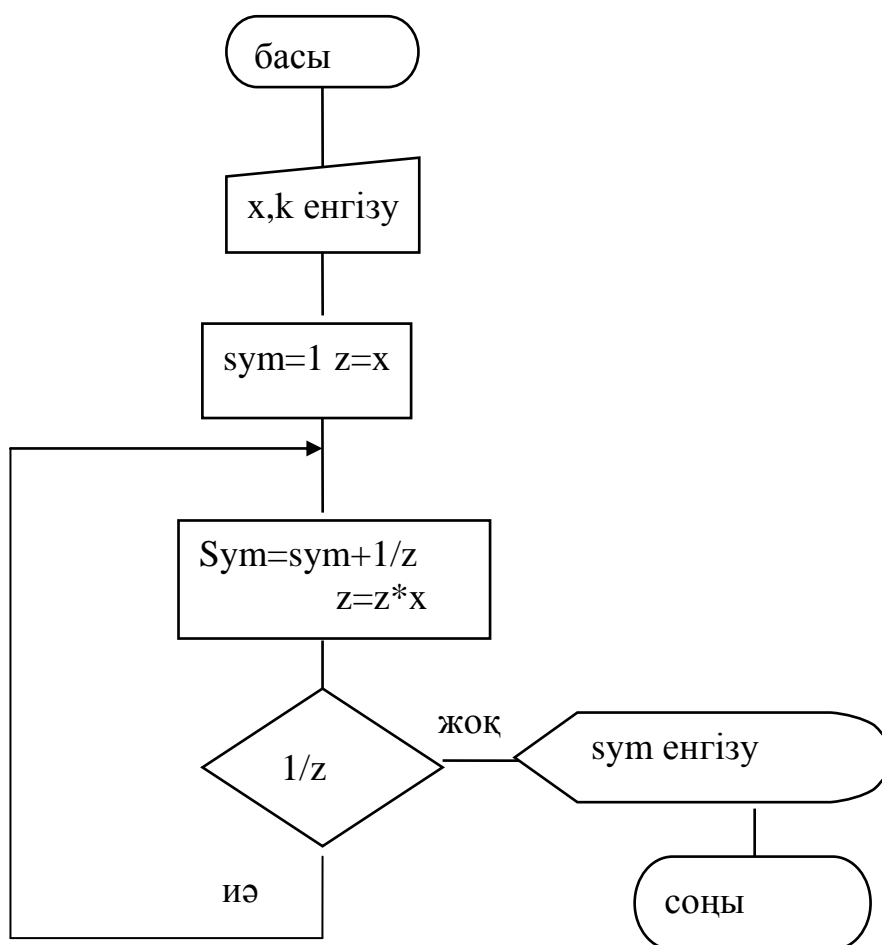 басы
x,k енгізу
sym=1 z=x
Sym=sym+1/z
z=z*x
1/z
жоқ
sym енгізу
иә
соңы